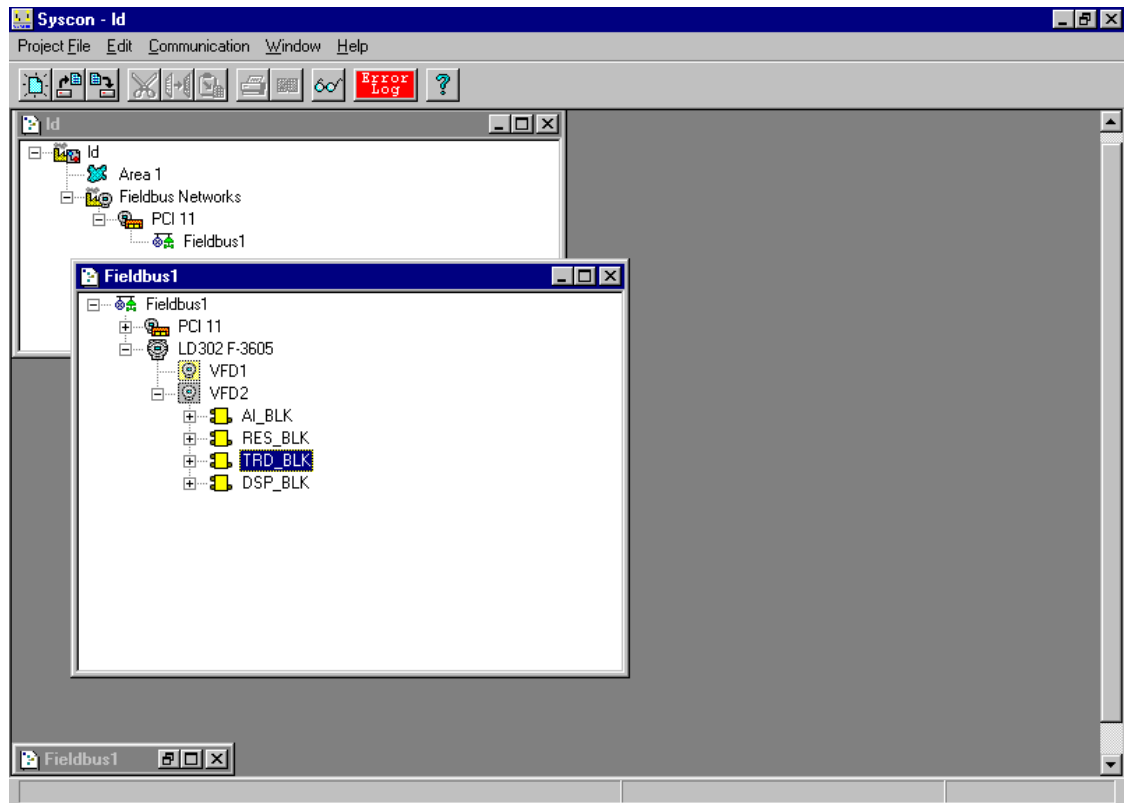 Syscon - ld
Project File Edit Communication Window Help
Error Log ?
ld
ld
Area 1
Fieldbus Networks
PCI 11
Fieldbus1
Fieldbus1
Fieldbus1
PCI 11
LD302 F-3605
VFD1
VFD2
AI_BLK
RES_BLK
TRD_BLK
DSP_BLK
Fieldbus1